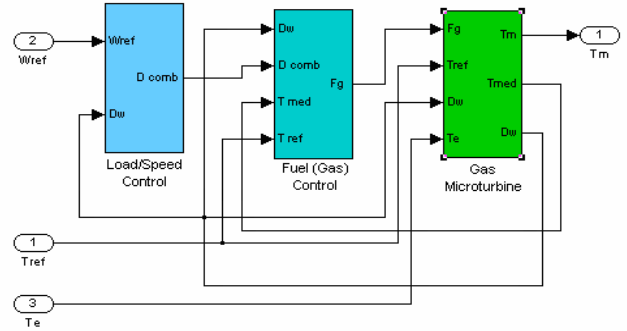 2
Wref
Wref
D comb
Dw
Load/Speed
Control
Dw
D comb
T med
T ref
Fg
Fuel (Gas)
Control
Fg
Tref
Dw
Te
Tm
Tmed
Dw
Gas
Microturbine
1
Tm
1
Tref
3
Te